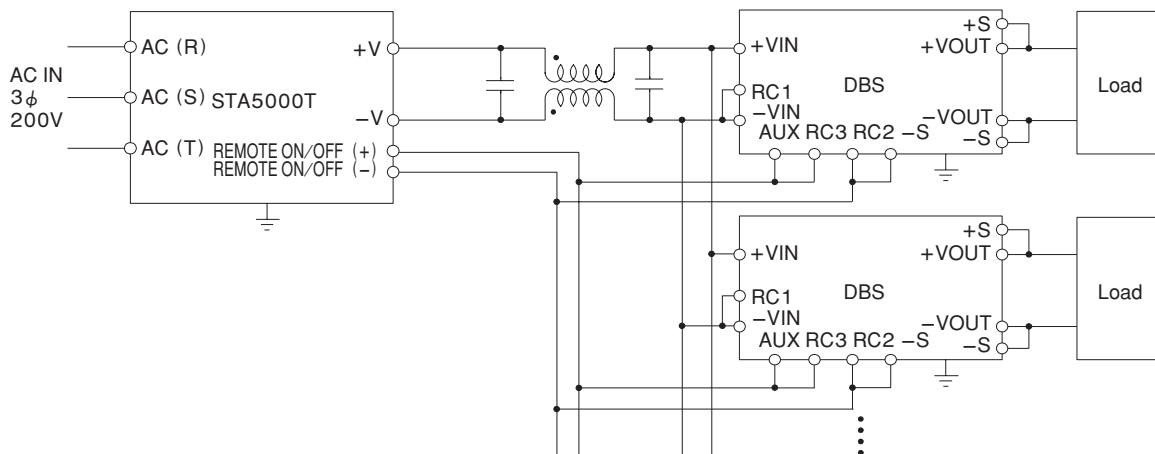 AC IN
3φ
200V
AC (R)
AC (S)
AC (T)
STA5000T
+V
−V
REMOTE ON/OFF (+)
REMOTE ON/OFF (−)
+VIN
RC1
−VIN
DBS
AUX RC3 RC2 −S
+S
+VOUT
−VOUT
−S
Load
+VIN
RC1
−VIN
DBS
AUX RC3 RC2 −S
+S
+VOUT
−VOUT
−S
Load